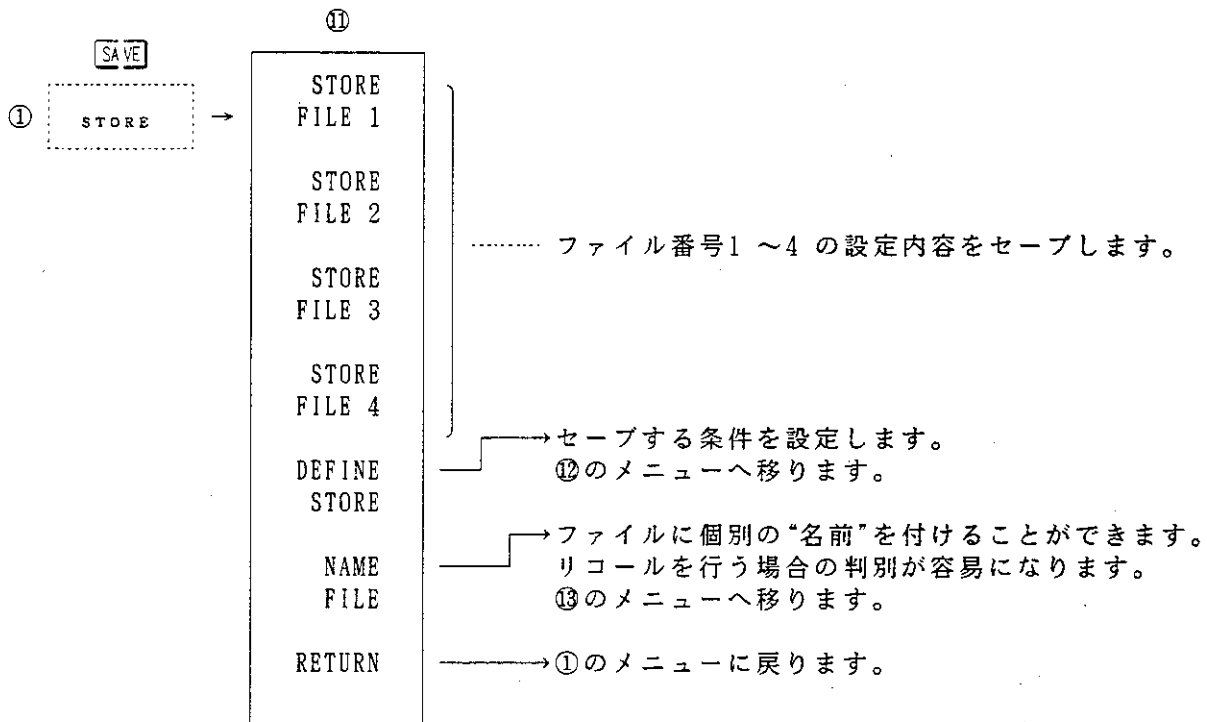 ⑪
SAVE
① STORE →
STORE
FILE 1
STORE
FILE 2
……… ファイル番号1 ～4 の設定内容をセーブします。
STORE
FILE 3
STORE
FILE 4
DEFINE
STORE
→セーブする条件を設定します。
⑫のメニューへ移ります。
NAME
FILE
→ファイルに個別の“名前”を付けることができます。
リコールを行う場合の判別が容易になります。
⑬のメニューへ移ります。
RETURN →①のメニューに戻ります。